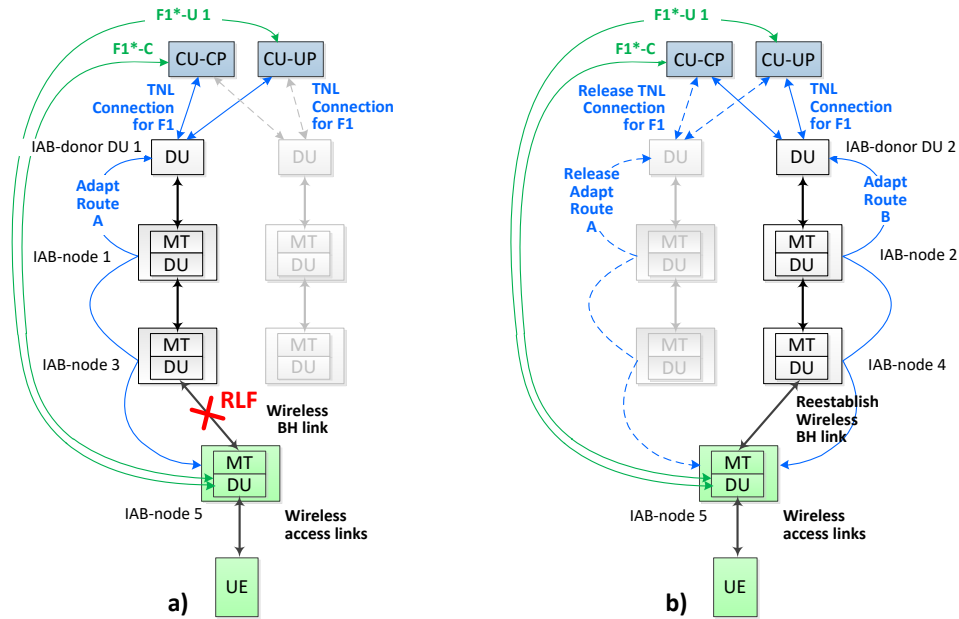 F1*-U 1
F1*-C
CU-CP
CU-UP
TNL
Connection
for F1
TNL
Connection
for F1
IAB-donor DU 1
DU
DU
Adapt
Route
A
IAB-node 1
MT
DU
MT
DU
IAB-node 3
MT
DU
MT
DU
RLF
Wireless
BH link
MT
DU
IAB-node 5
Wireless
access links
UE
a)
F1*-U 1
F1*-C
CU-CP
CU-UP
Release TNL
Connection
for F1
TNL
Connection
for F1
DU
DU
IAB-donor DU 2
Release
Adapt
Route
A
Adapt
Route
B
MT
DU
MT
DU
IAB-node 2
MT
DU
MT
DU
IAB-node 4
Reestablish
Wireless
BH link
MT
DU
IAB-node 5
Wireless
access links
UE
b)